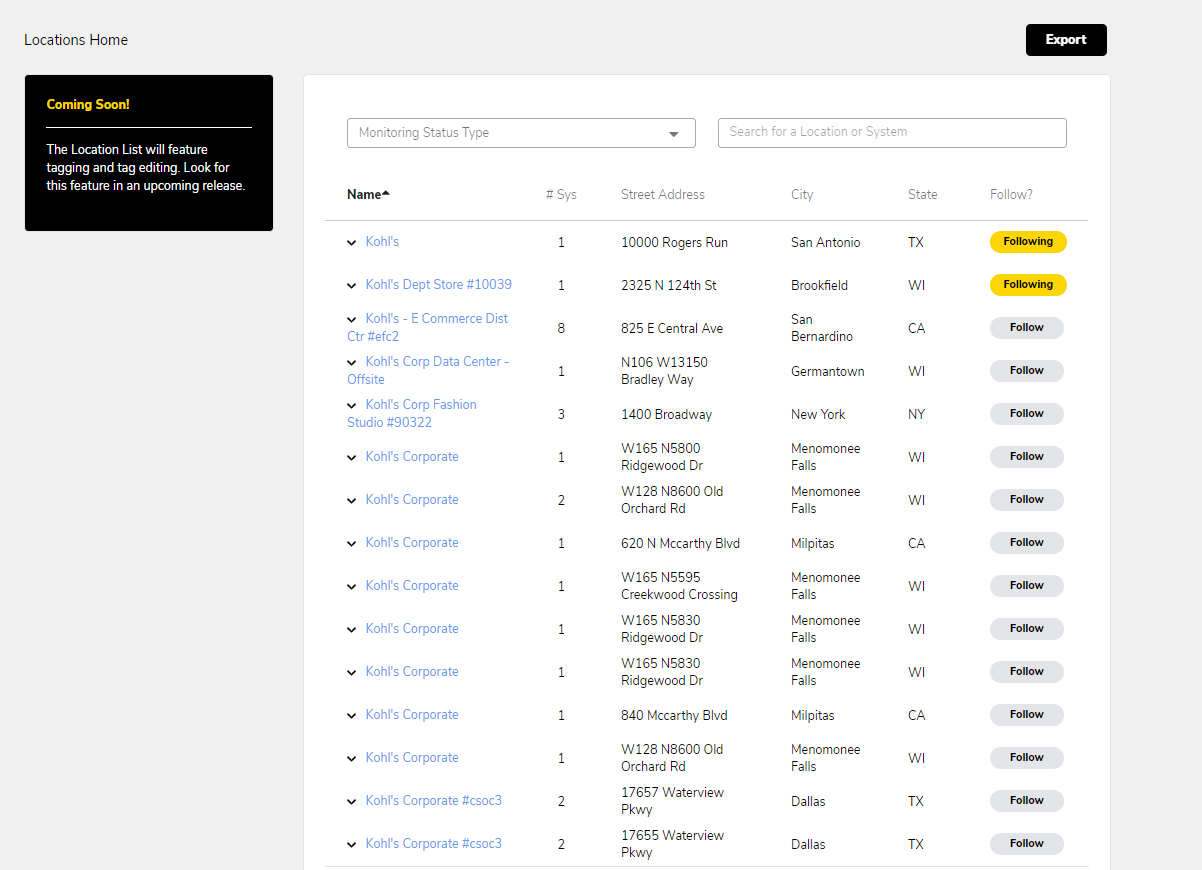 Locations Home
Export
Coming Soon!
The Location List will feature
tagging and tag editing. Look for
this feature in an upcoming release.
Monitoring Status Type
Search for a Location or System
Name # Sys Street Address City State Follow?
Kohl's 1 10000 Rogers Run San Antonio TX Following
Kohl's Dept Store #10039 1 2325 N 124th St Brookfield WI Following
Kohl's - E Commerce Dist
Ctr #efc2
8 825 E Central Ave
San
Bernardino
CA Follow
Kohl's Corp Data Center -
Offsite
1
N106 W13150
Bradley Way
Germantown WI Follow
Kohl's Corp Fashion
Studio #90322
3 1400 Broadway New York NY Follow
Kohl's Corporate 1
W165 N5800
Ridgewood Dr
Menomonee
Falls
WI Follow
Kohl's Corporate 2
W128 N8600 Old
Orchard Rd
Menomonee
Falls
WI Follow
Kohl's Corporate 1 620 N Mccarthy Blvd Milpitas CA Follow
Kohl's Corporate 1
W165 N5595
Creekwood Crossing
Menomonee
Falls
WI Follow
Kohl's Corporate 1
W165 N5830
Ridgewood Dr
Menomonee
Falls
WI Follow
Kohl's Corporate 1
W165 N5830
Ridgewood Dr
Menomonee
Falls
WI Follow
Kohl's Corporate 1 840 Mccarthy Blvd Milpitas CA Follow
Kohl's Corporate 1
W128 N8600 Old
Orchard Rd
Menomonee
Falls
WI Follow
Kohl's Corporate #csoc3 2
17657 Waterview
Pkwy
Dallas TX Follow
Kohl's Corporate #csoc3 2
17655 Waterview
Pkwy
Dallas TX Follow